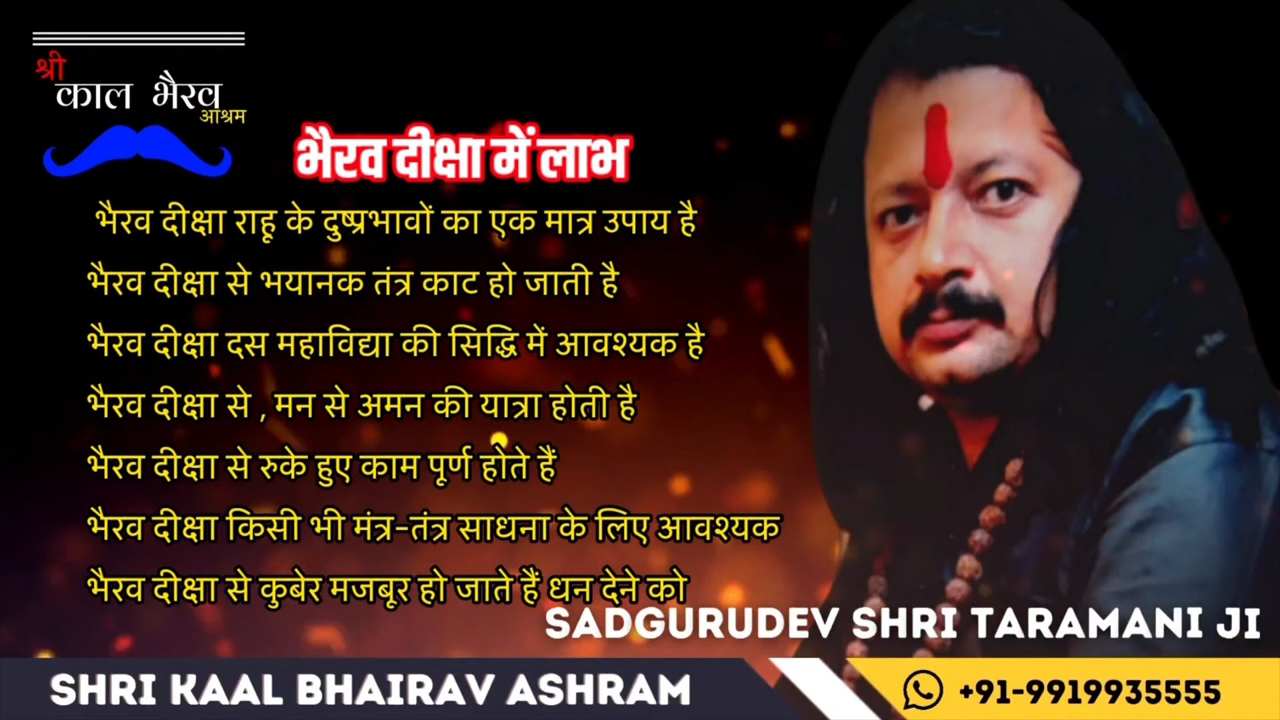 श्री
काल भैरव
आश्रम
भैरव दीक्षा में लाभ
भैरव दीक्षा राहू के दुष्प्रभावों का एक मात्र उपाय है
भैरव दीक्षा से भयानक तंत्र काट हो जाती है
भैरव दीक्षा दस महाविद्या की सिद्धि में आवश्यक है
भैरव दीक्षा से , मन से अमन की यात्रा होती है
भैरव दीक्षा से रुके हुए काम पूर्ण होते हैं
भैरव दीक्षा किसी भी मंत्र-तंत्र साधना के लिए आवश्यक
भैरव दीक्षा से कुबेर मजबूर हो जाते हैं धन देने को
SADGURUDEV SHRI TARAMANI JI
SHRI KAAL BHAIRAV ASHRAM
+91-9919935555